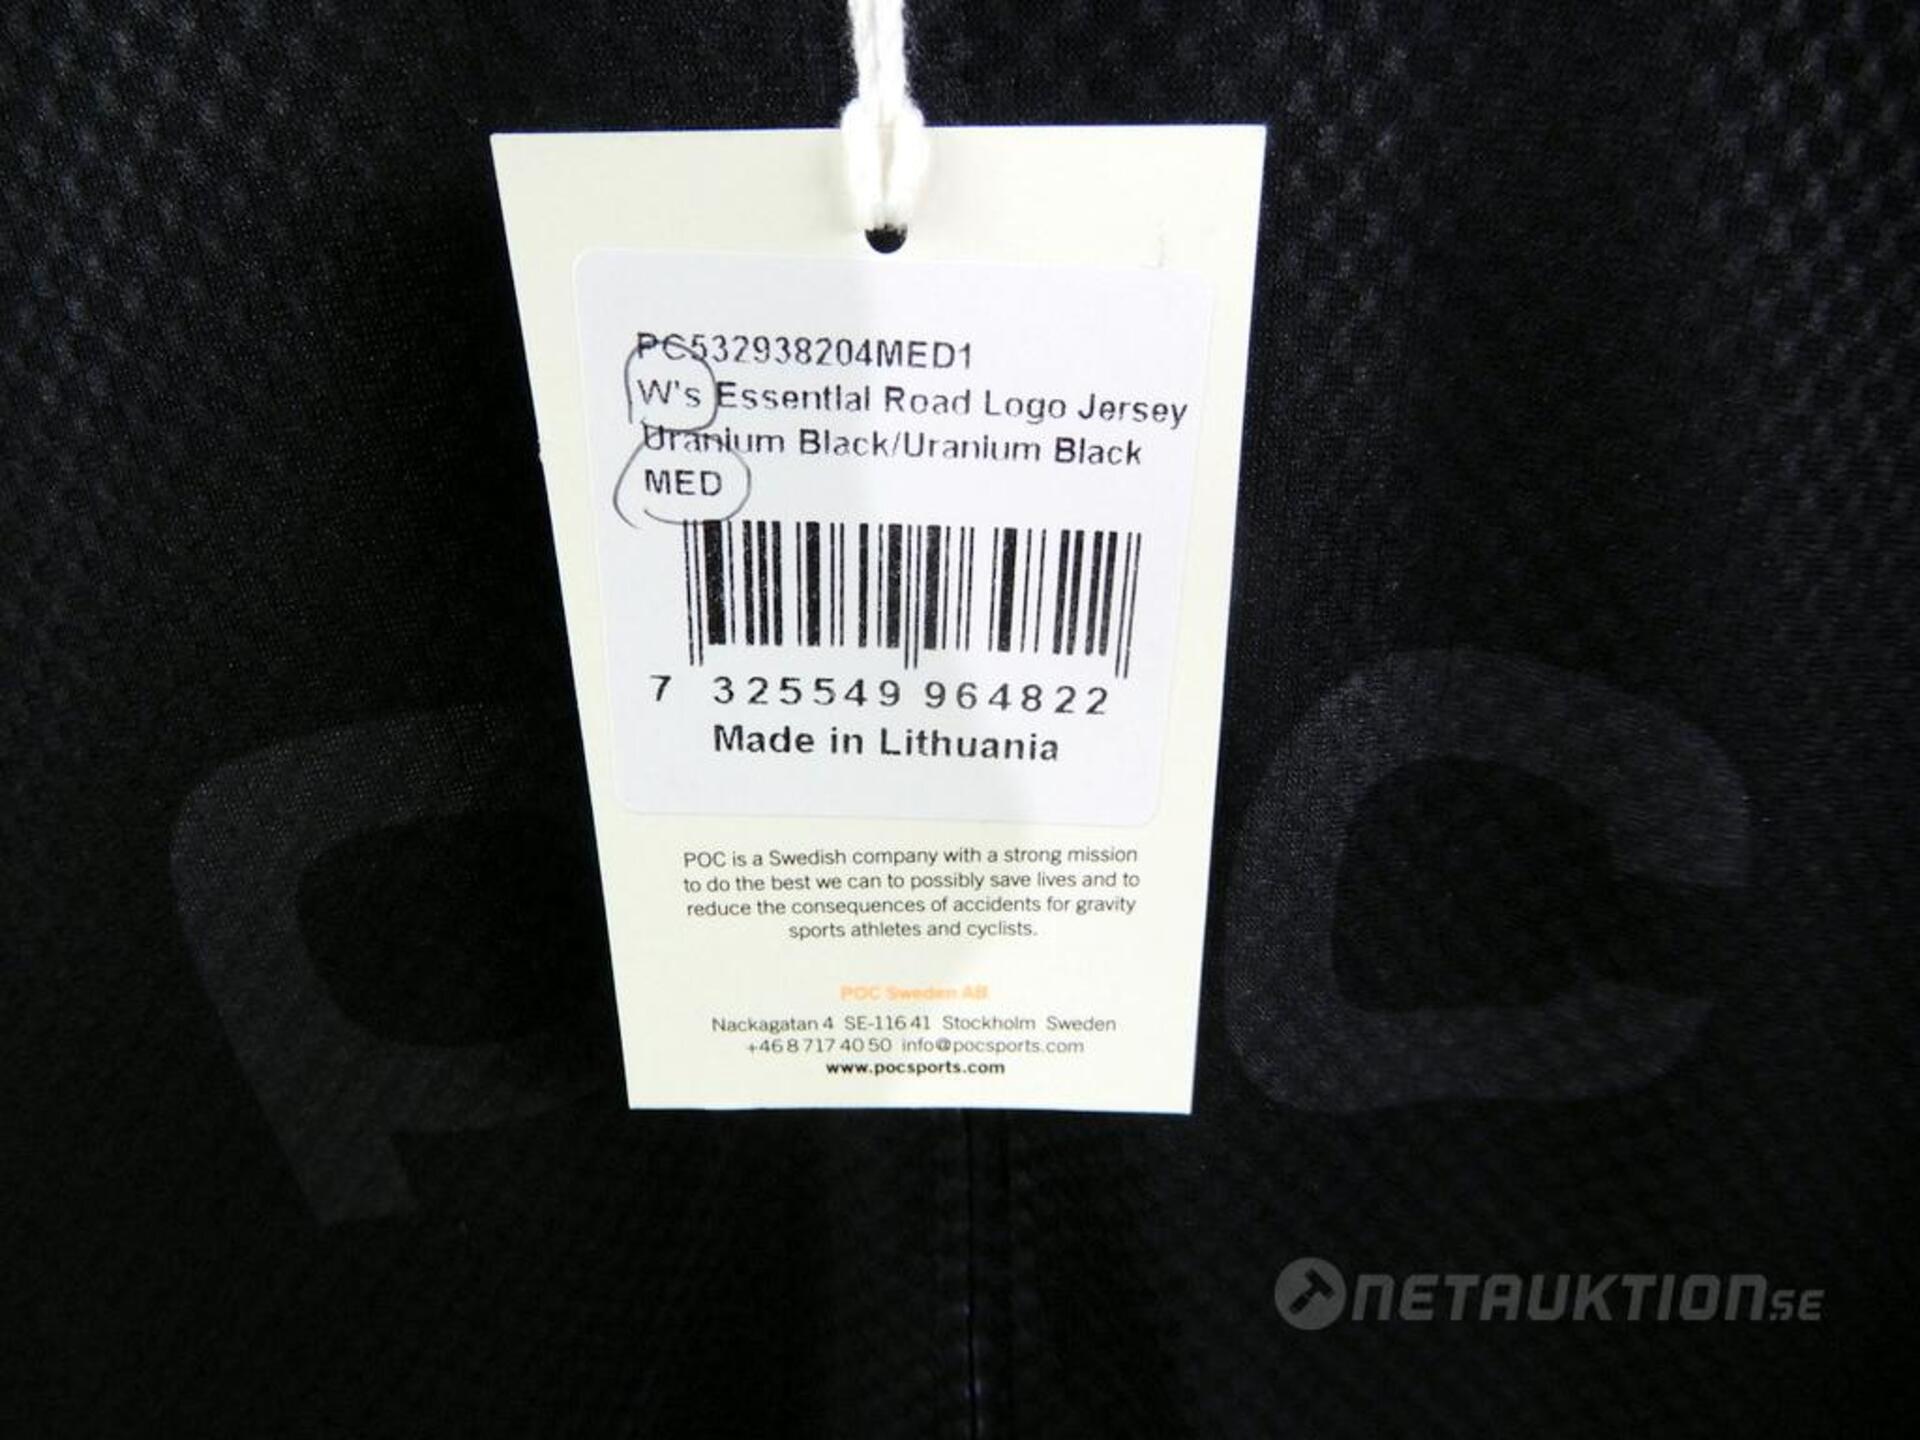 PC532938204MED1
W's Essential Road Logo Jersey
Uranium Black/Uranium Black
MED
7 325549 964822
Made in Lithuania
POC is a Swedish company with a strong mission
to do the best we can to possibly save lives and to
reduce the consequences of accidents for gravity
sports athletes and cyclists.
POC Sweden AB
Nackagatan 4 SE-116 41 Stockholm Sweden
+46 8 717 40 50 info@pocsports.com
www.pocsports.com
POC
NETAUKTION.SE